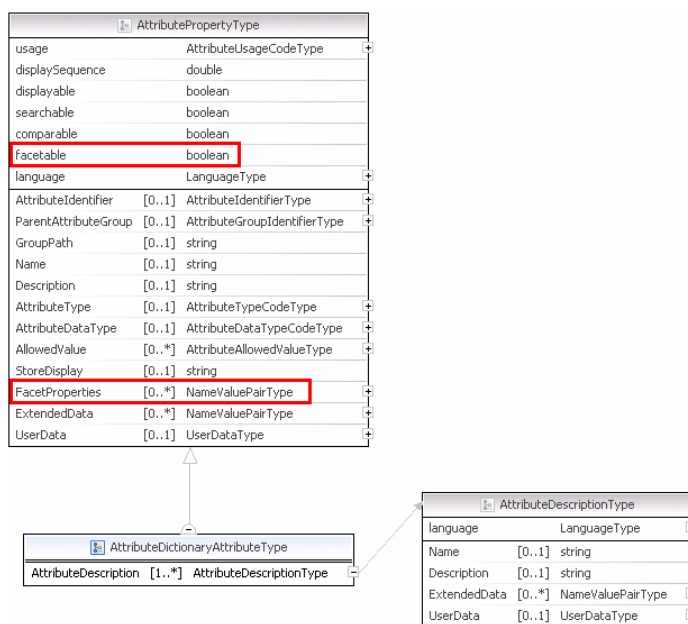 AttributePropertyType
usage AttributeUsageCodeType
displaySequence double
displayable boolean
searchable boolean
comparable boolean
facetable boolean
language LanguageType
AttributeIdentifier [0..1] AttributeIdentifierType
ParentAttributeGroup [0..1] AttributeGroupIdentifierType
GroupPath [0..1] string
Name [0..1] string
Description [0..1] string
AttributeType [0..1] AttributeTypeCodeType
AttributeDataType [0..1] AttributeDataTypeCodeType
AllowedValue [0..*] AttributeAllowedValueType
StoreDisplay [0..1] string
FacetProperties [0..*] NameValuePairType
ExtendedData [0..*] NameValuePairType
UserData [0..1] UserDataType
AttributeDictionaryAttributeType
AttributeDescription [1..*] AttributeDescriptionType
AttributeDescriptionType
language LanguageType
Name [0..1] string
Description [0..1] string
ExtendedData [0..*] NameValuePairType
UserData [0..1] UserDataType